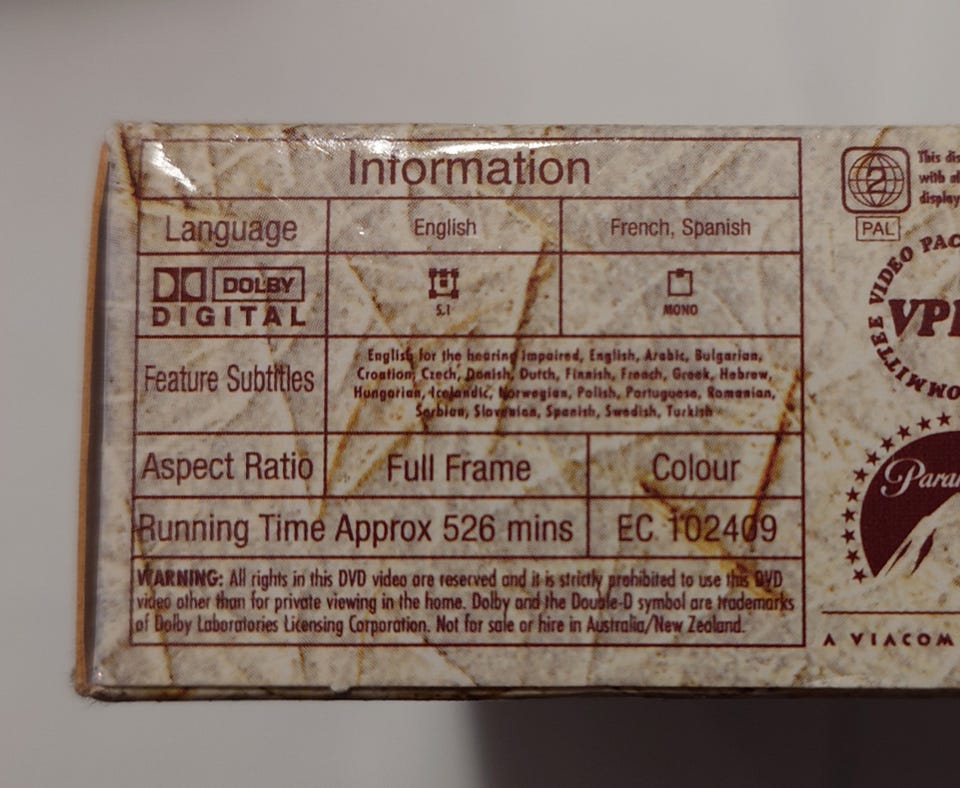 Information
Language English French, Spanish
DOLBY
DIGITAL 5.1 MONO
Feature Subtitles
English for the hearing impaired, English, Arabic, Bulgarian,
Croation, Czech, Danish, Dutch, Finnish, French, Greek, Hebrew,
Hungarian, Icelandic, Norwegian, Polish, Portuguese, Romanian,
Serbian, Slovenian, Spanish, Swedish, Turkish
Aspect Ratio Full Frame Colour
Running Time Approx 526 mins EC 102409
WARNING: All rights in this DVD video are reserved and it is strictly prohibited to use this DVD
video other than for private viewing in the home. Dolby and the Double-D symbol are trademarks
of Dolby Laboratories Licensing Corporation. Not for sale or hire in Australia/New Zealand.
2
This
with
PAL
VIDEO
A VIACOM